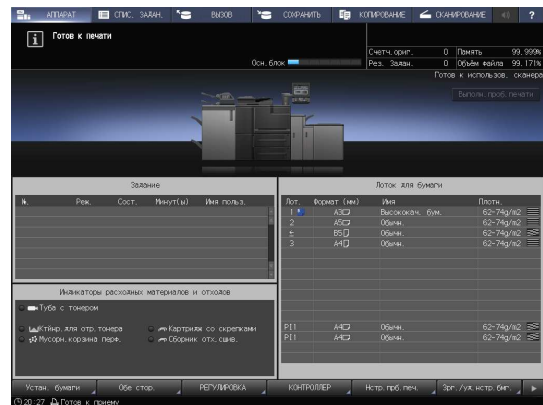 АППАРАТ СПИС. ЗАДАН. ВЫЗОВ СОХРАНИТЬ КОПИРОВАНИЕ СКАНИРОВАНИЕ ?
Готов к печати
Осн. блок
Счетч. ориг. 0 Память 99,999%
Рез. Задан. 0 Объём файла 99,171%
Готов к использов. сканера
Выполн. проб. печати
Задание
№. Реж. Сост. Минут(ы) Имя польз.
Лоток для бумаги
Лот. Формат (мм) Имя Плотн.
1 A3 Высококач. бум. 62-74g/m2
2 A5 Обычн. 62-74g/m2
B5 Обычн. 62-74g/m2
3 A4 Обычн. 62-74g/m2
PI1 A4 Обычн. 62-74g/m2
PI1 A4 Обычн. 62-74g/m2
Индикаторы расходных материалов и отходов
Туба с тонером
Ктйнр. для отр. тонера Картридж со скрепками
Мусорн. корзина перф. Сборник отх. сшив.
Устан. бумаги Обе стор. РЕГУЛИРОВКА КОНТРОЛЛЕР Нстр. прб. печ. Зрг./уд. нстр. бмг.
20:27 Готов к приему